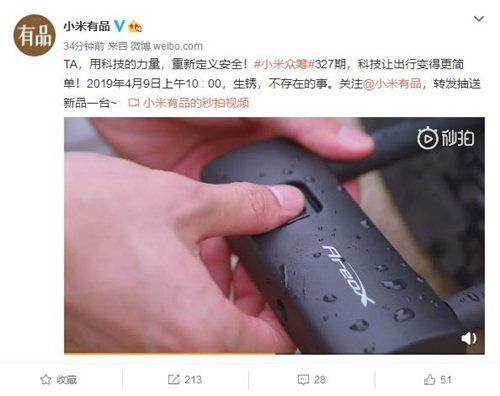 有品
小米有品
34分钟前 来自 微博 weibo.com
TA，用科技的力量，重新定义安全！#小米众筹#327期，科技让出行变得更简
单！2019年4月9日上午10：00，生锈，不存在的事。关注@小米有品，转发抽送
新品一台~ 小米有品的秒拍视频
秒拍
AreoX
收藏
213
28
51